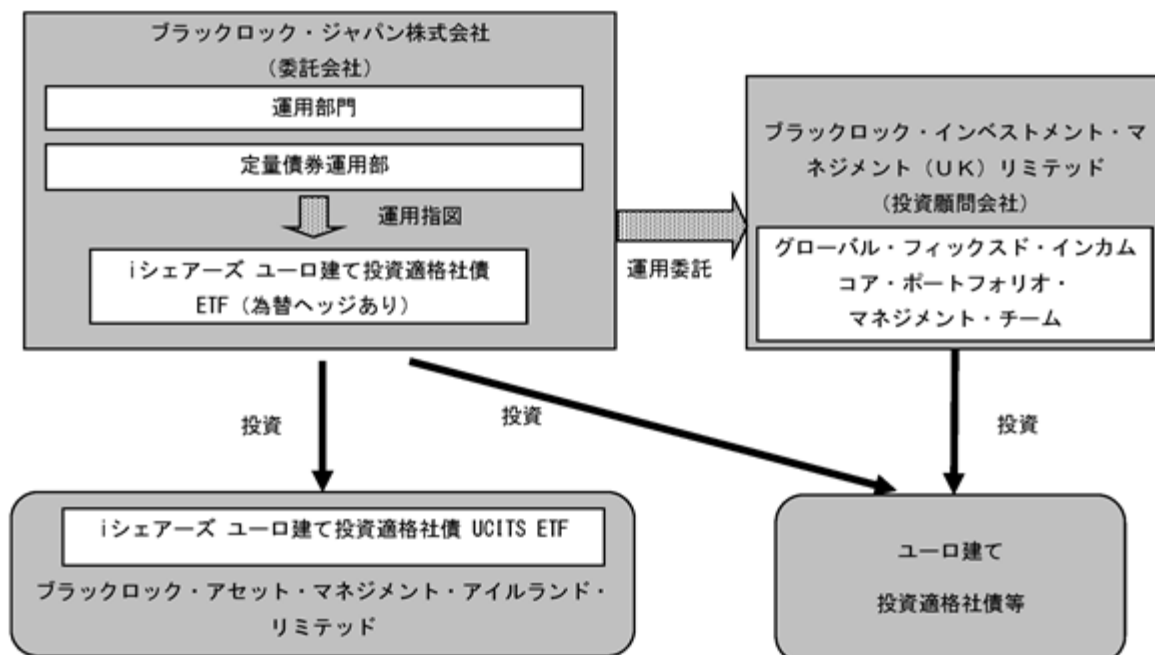 ブラックロック・ジャパン株式会社
(委託会社)
運用部門
定量債券運用部
運用指図
iシェアーズ ユーロ建て投資適格社債
ETF(為替ヘッジあり)
運用委託
ブラックロック・インベストメント・マ
ネジメント(UK)リミテッド
(投資顧問会社)
グローバル・フィックスド・インカム
コア・ポートフォリオ・
マネジメント・チーム
投資
投資
投資
iシェアーズ ユーロ建て投資適格社債 UCITS ETF
ブラックロック・アセット・マネジメント・アイルランド・
リミテッド
ユーロ建て
投資適格社債等